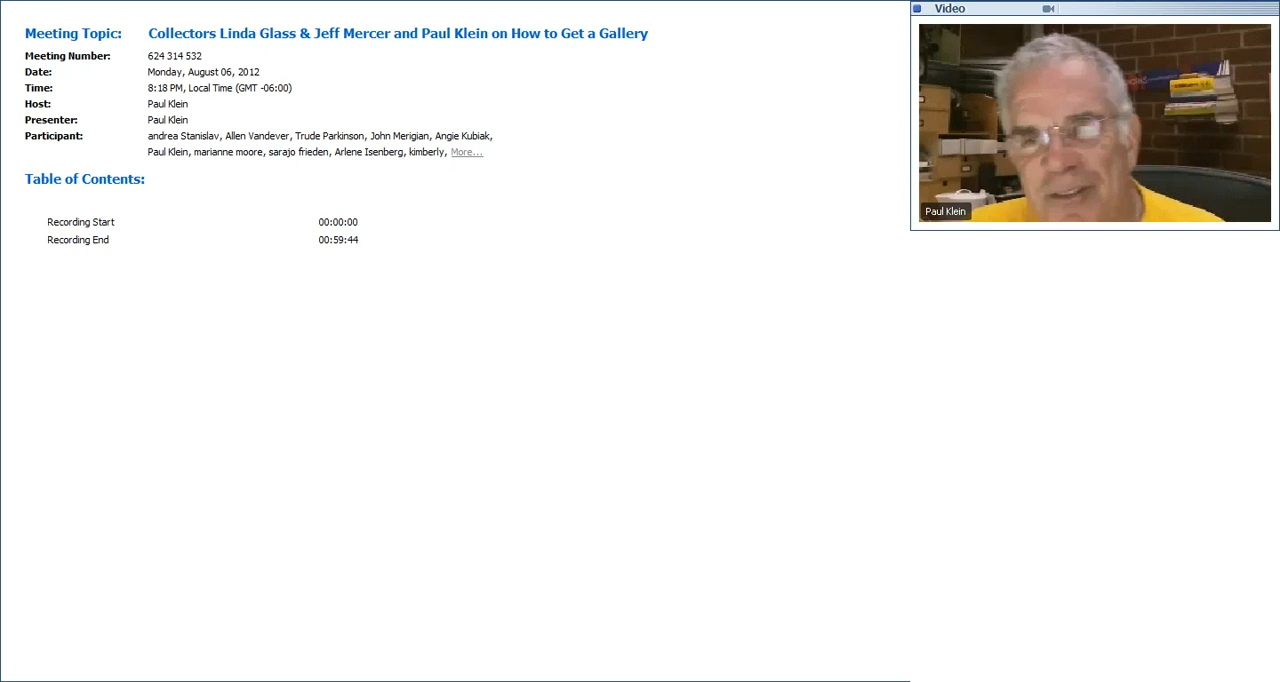 Meeting Topic: Collectors Linda Glass & Jeff Mercer and Paul Klein on How to Get a Gallery
Meeting Number: 624 314 532
Date: Monday, August 06, 2012
Time: 8:18 PM, Local Time (GMT -06:00)
Host: Paul Klein
Presenter: Paul Klein
Participant: andrea Stanislav, Allen Vandever, Trude Parkinson, John Merigian, Angie Kubiak,
Paul Klein, marianne moore, sarajo frieden, Arlene Isenberg, kimberly, More...
Table of Contents:
Recording Start 00:00:00
Recording End 00:59:44
Video
Paul Klein